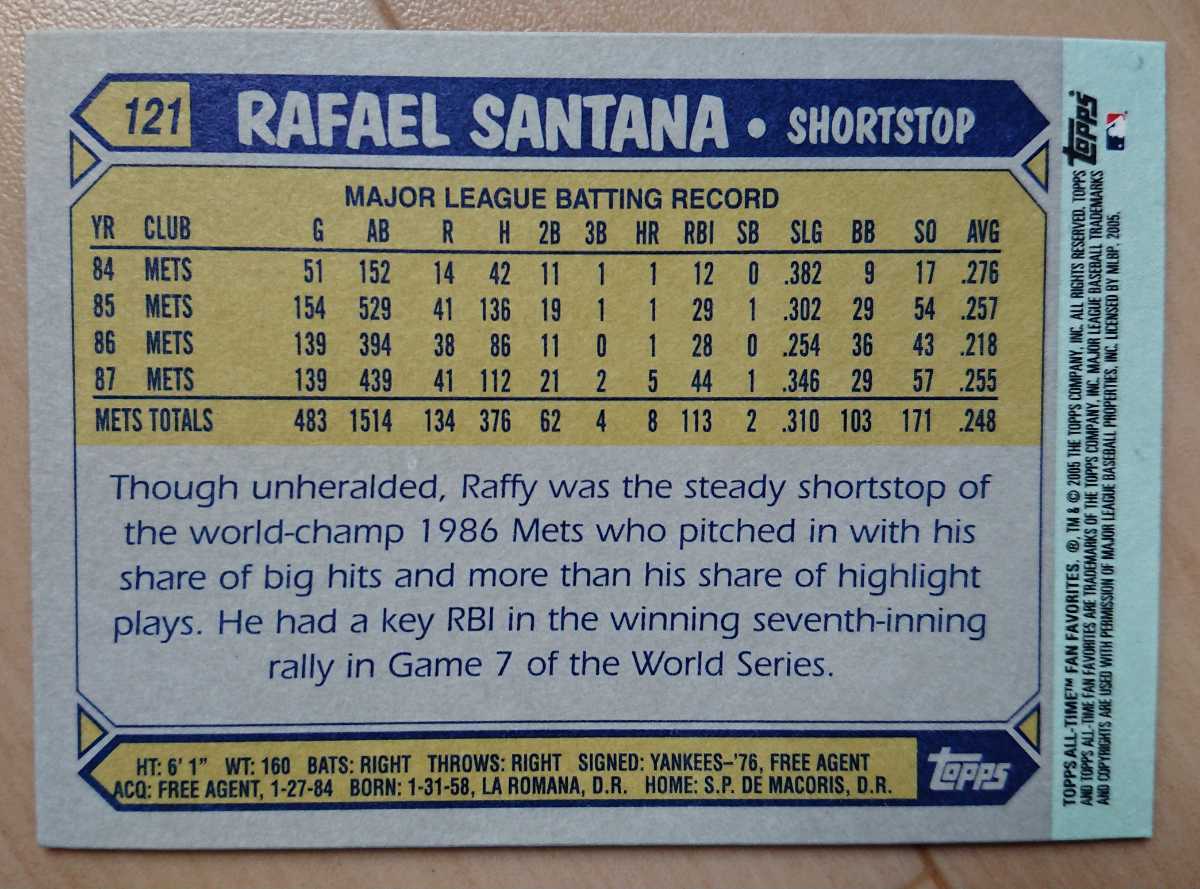 121 RAFAEL SANTANA • SHORTSTOP
MAJOR LEAGUE BATTING RECORD
YR CLUB G AB R H 2B 3B HR RBI SB SLG BB SO AVG
84 METS 51 152 14 42 11 1 1 12 0 .382 9 17 .276
85 METS 154 529 41 136 19 1 1 29 1 .302 29 54 .257
86 METS 139 394 38 86 11 0 1 28 0 .254 36 43 .218
87 METS 139 439 41 112 21 2 5 44 1 .346 29 57 .255
METS TOTALS 483 1514 134 376 62 4 8 113 2 .310 103 171 .248
Though unheralded, Raffy was the steady shortstop of
the world-champ 1986 Mets who pitched in with his
share of big hits and more than his share of highlight
plays. He had a key RBI in the winning seventh-inning
rally in Game 7 of the World Series.
HT: 6' 1" WT: 160 BATS: RIGHT THROWS: RIGHT SIGNED: YANKEES–'76, FREE AGENT
ACQ: FREE AGENT, 1-27-84 BORN: 1-31-58, LA ROMANA, D.R. HOME: S.P. DE MACORIS, D.R.
Topps
Topps
TOPPS ALL-TIME™ FAN FAVORITES. ®, TM & © 2005 THE TOPPS COMPANY, INC. ALL RIGHTS RESERVED. TOPPS
AND TOPPS ALL-TIME FAN FAVORITES ARE TRADEMARKS OF THE TOPPS COMPANY, INC. MAJOR LEAGUE BASEBALL TRADEMARKS
AND COPYRIGHTS ARE USED WITH PERMISSION OF MAJOR LEAGUE BASEBALL PROPERTIES, INC. LICENSED BY MLBP, 2005.